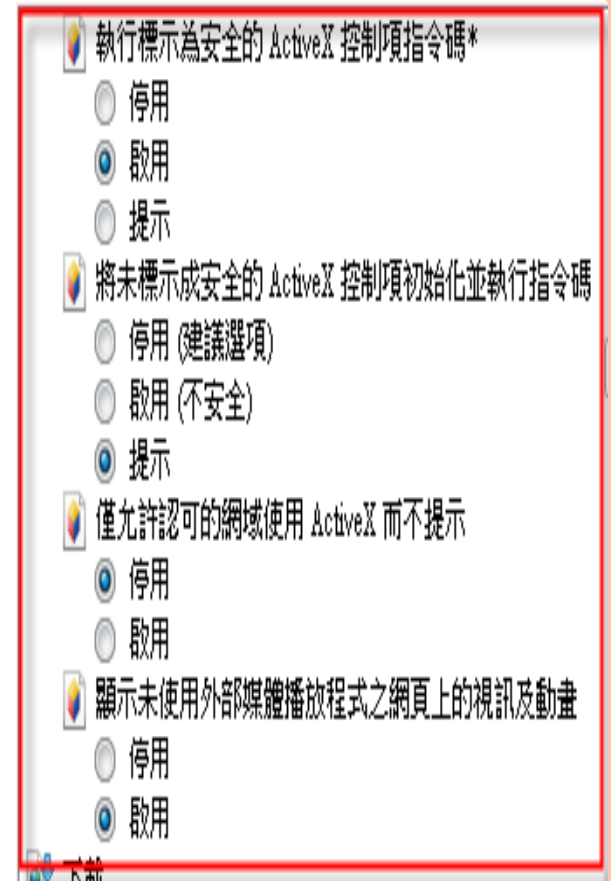 執行標示為安全的 ActiveX 控制項指令碼*
停用
啟用
提示
將未標示成安全的 ActiveX 控制項初始化並執行指令碼
停用 (建議選項)
啟用 (不安全)
提示
僅允許認可的網域使用 ActiveX 而不提示
停用
啟用
顯示未使用外部媒體播放程式之網頁上的視訊及動畫
停用
啟用
下載